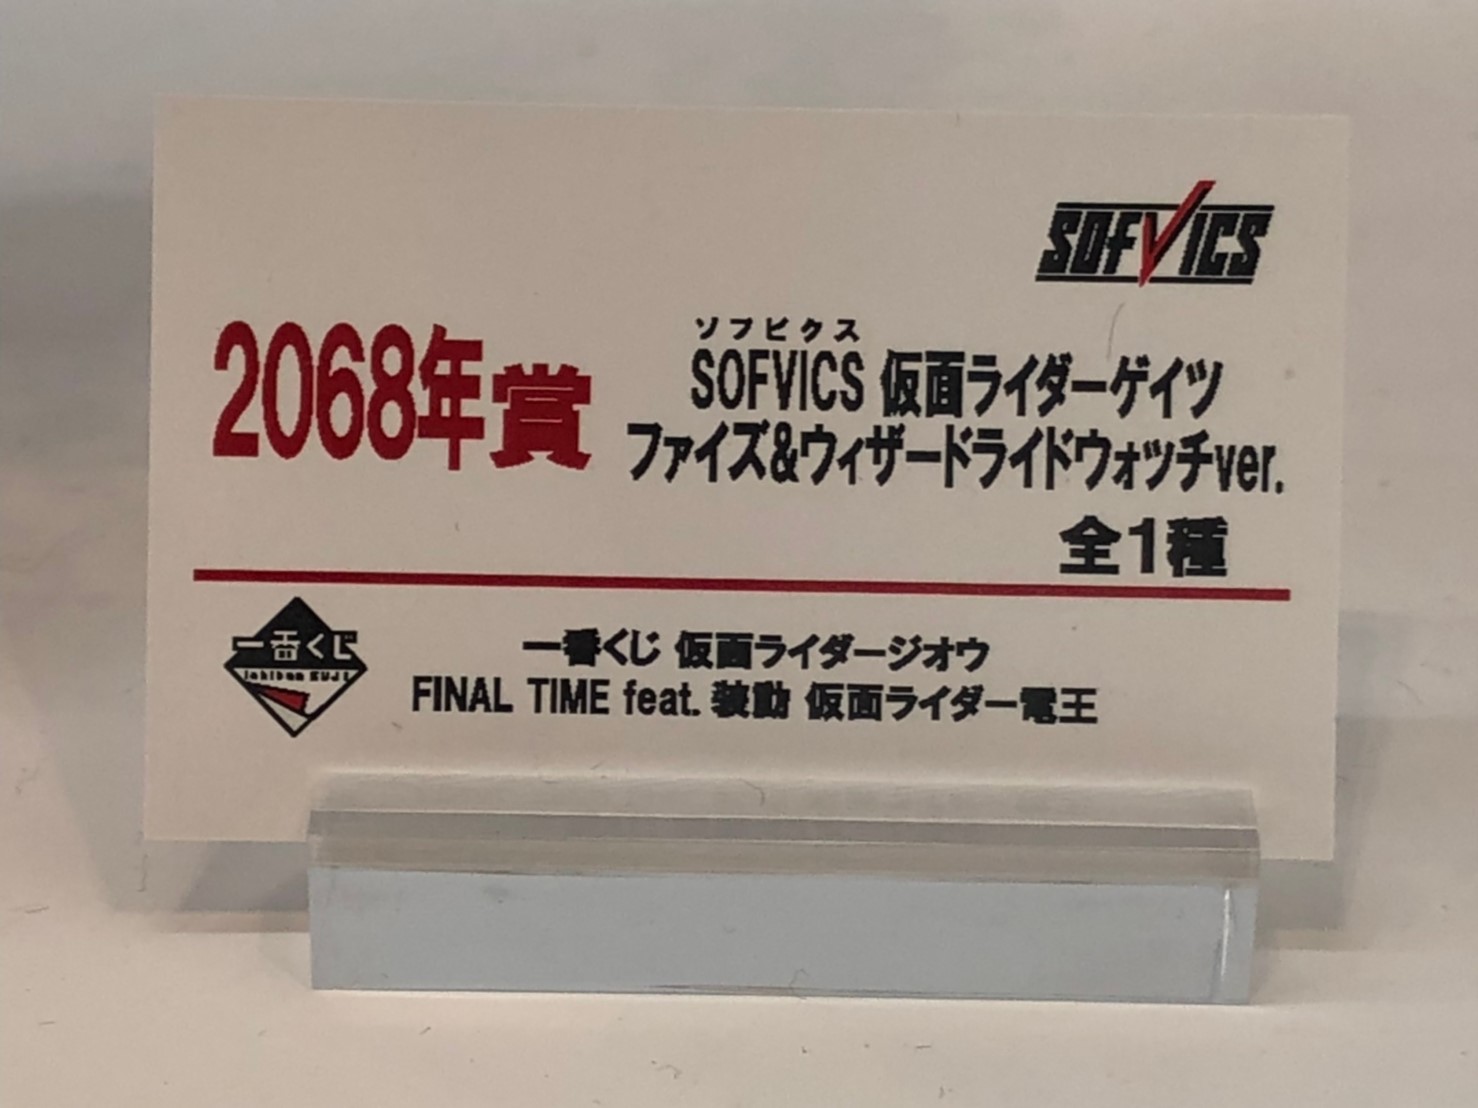 SOFVICS
2068年賞
ソフビクス
SOFVICS 仮面ライダーゲイツ
ファイズ&ウィザードライドウォッチver.
全1種
一番くじ
Ichiban KUJI
一番くじ 仮面ライダージオウ
FINAL TIME feat. 装動 仮面ライダー電王